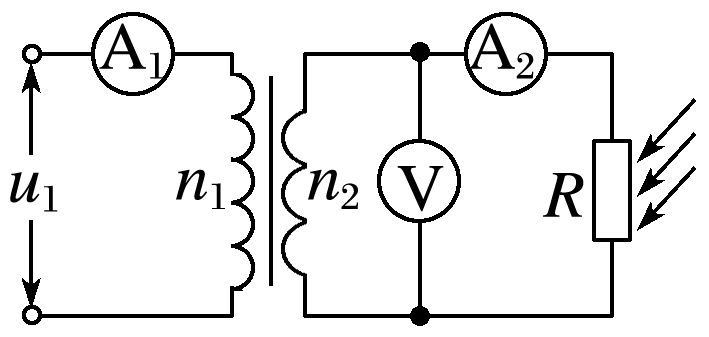 A₁
A₂
u₁
n₁
n₂
V
R